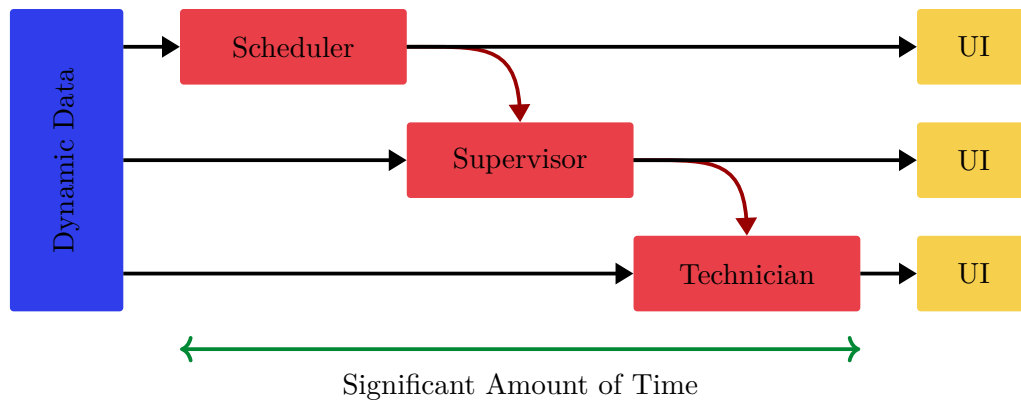 Dynamic Data
Scheduler
UI
Supervisor
UI
Technician
UI
Significant Amount of Time